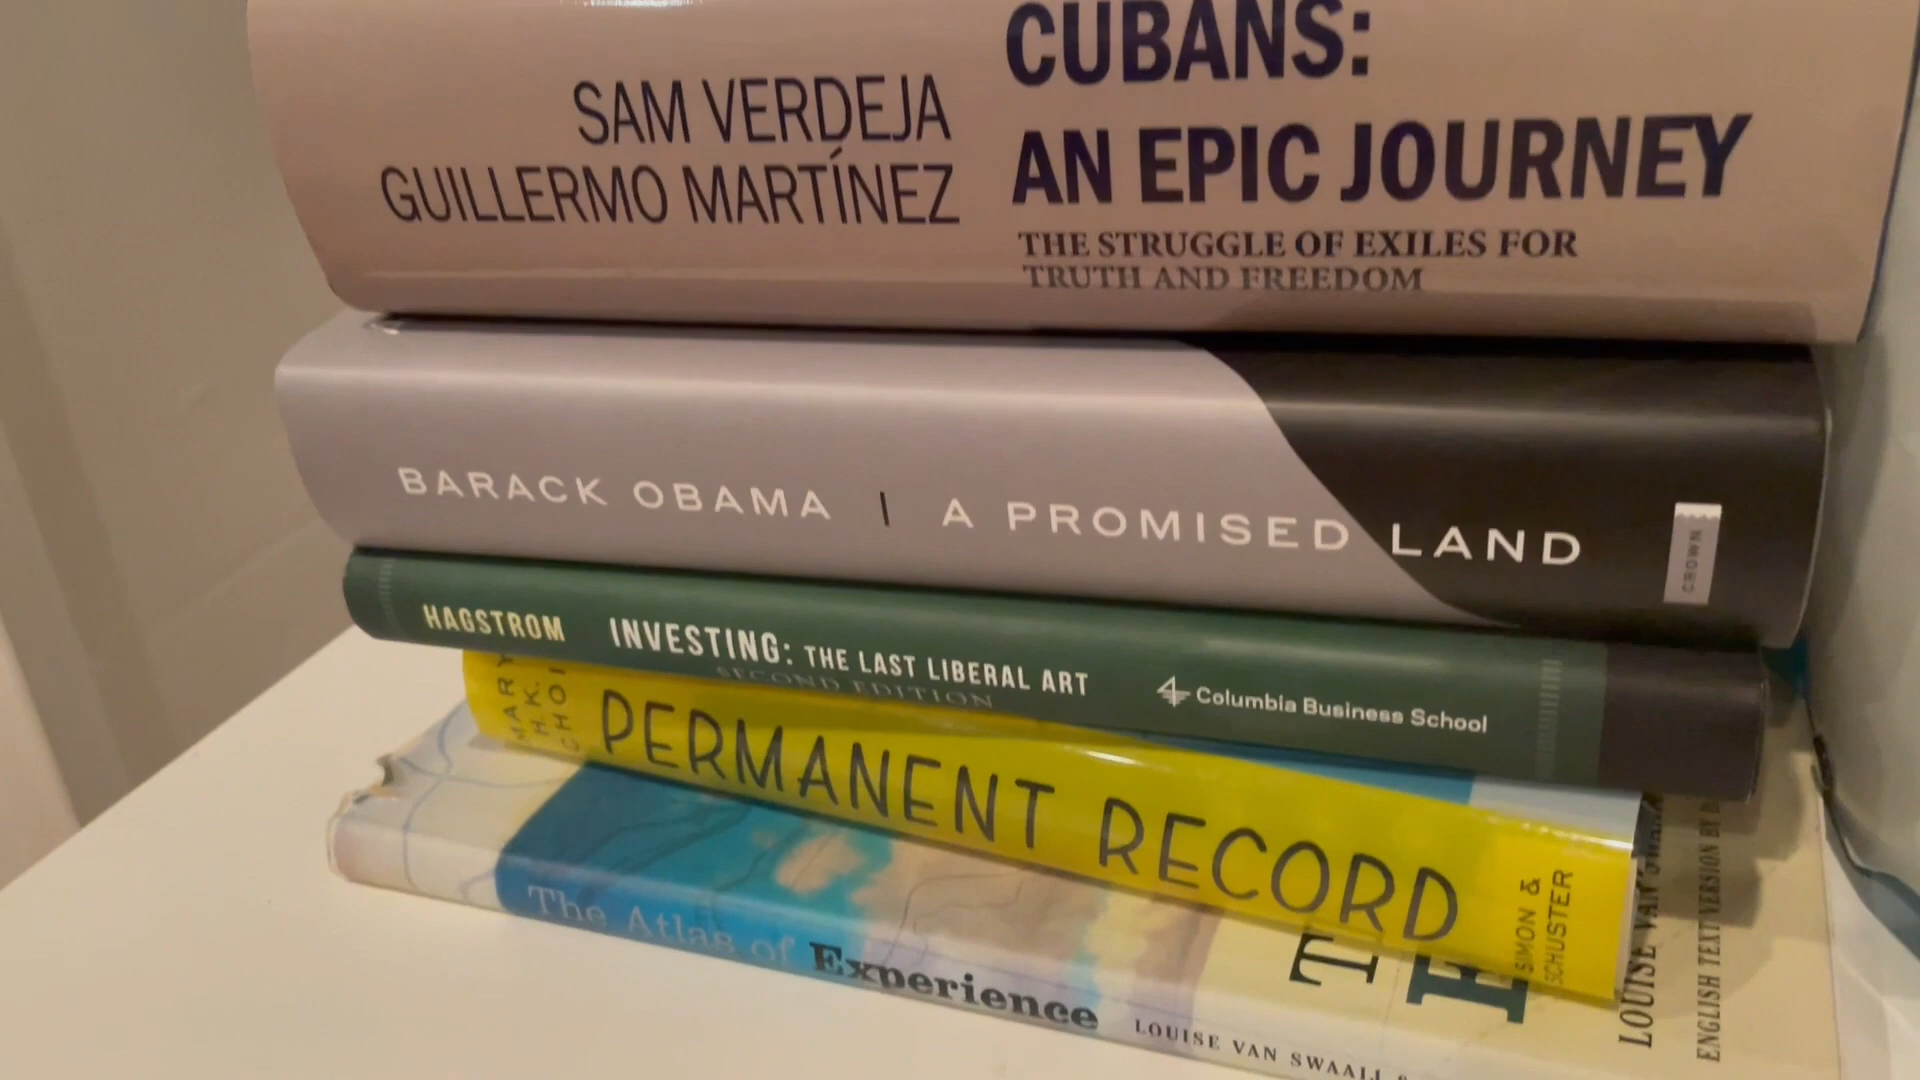 CUBANS:
AN EPIC JOURNEY
THE STRUGGLE OF EXILES FOR
TRUTH AND FREEDOM
SAM VERDEJA
GUILLERMO MARTÍNEZ
BARACK OBAMA | A PROMISED LAND
CROWN
HAGSTROM INVESTING: THE LAST LIBERAL ART
SECOND EDITION
Columbia Business School
MARY
H.K.
CHOI
PERMANENT RECORD
SIMON &
SCHUSTER
The Atlas of Experience
LOUISE VAN SWAAIJ
T
E
LOUISE VAN
ENGLISH TEXT VERSION BY